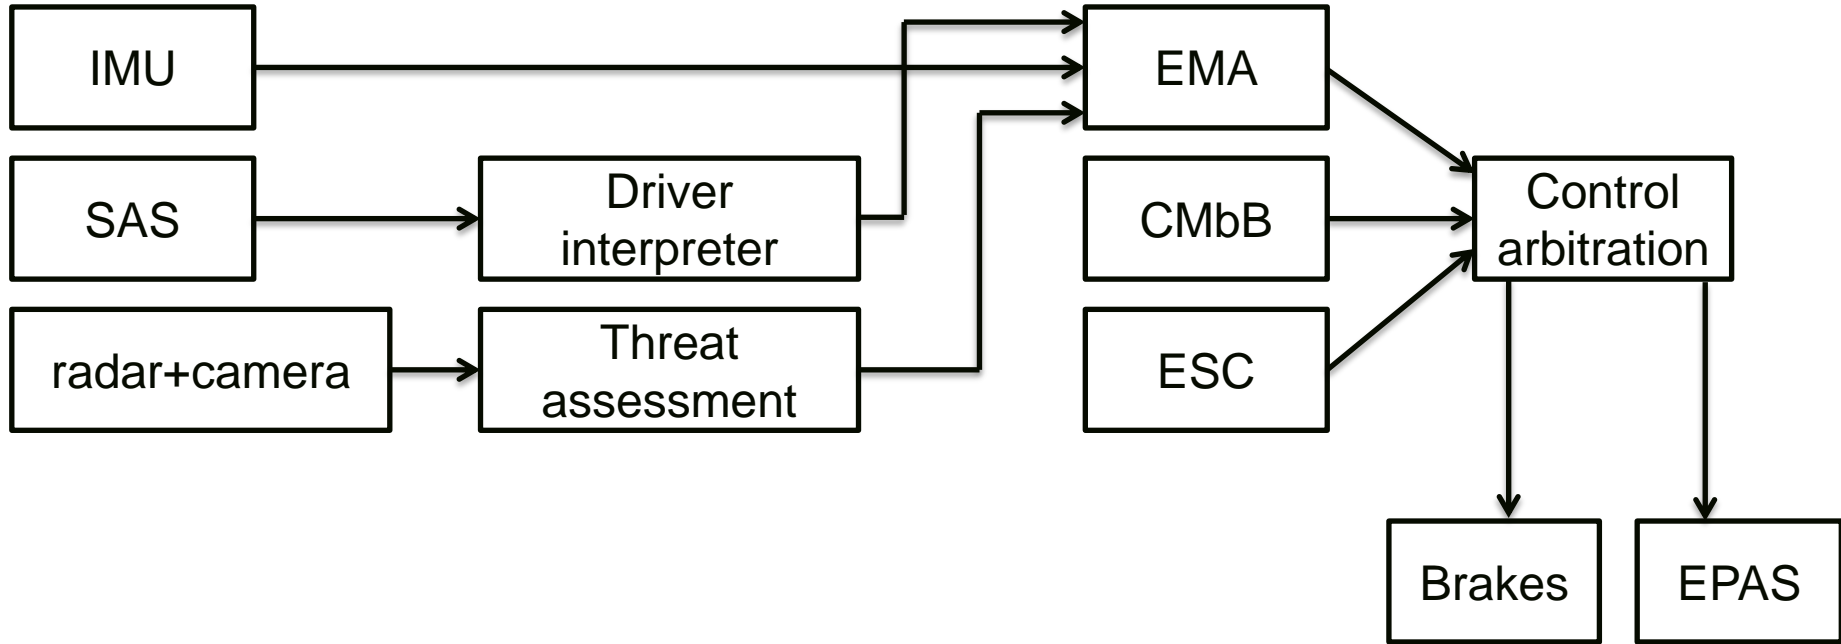 IMU
EMA
SAS
Driver
interpreter
CMbB
Control
arbitration
radar+camera
Threat
assessment
ESC
Brakes
EPAS